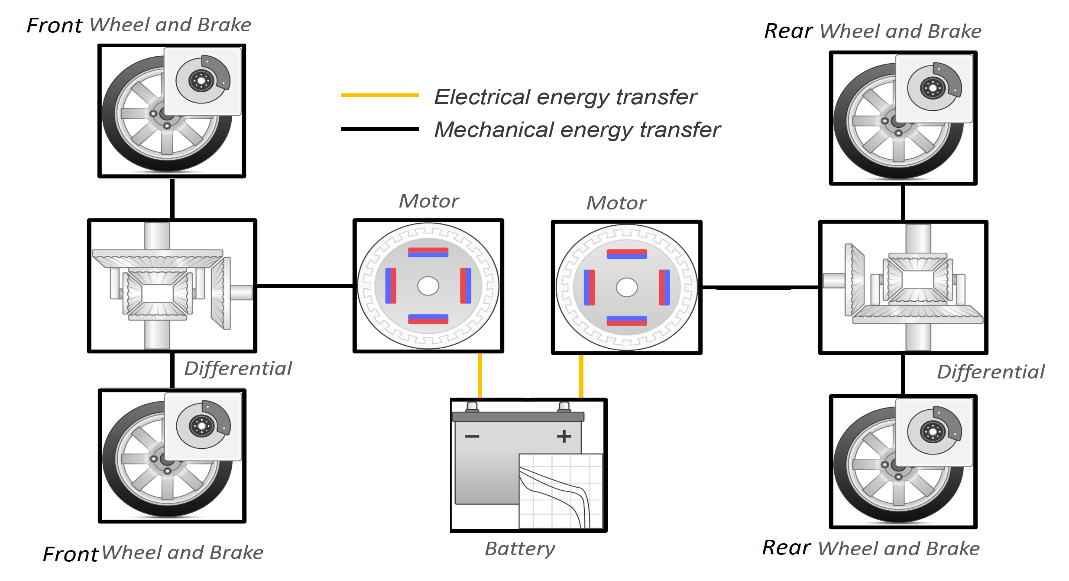 Front Wheel and Brake
Rear Wheel and Brake
Electrical energy transfer
Mechanical energy transfer
Motor
Motor
Differential
Differential
− +
Battery
Front Wheel and Brake
Rear Wheel and Brake